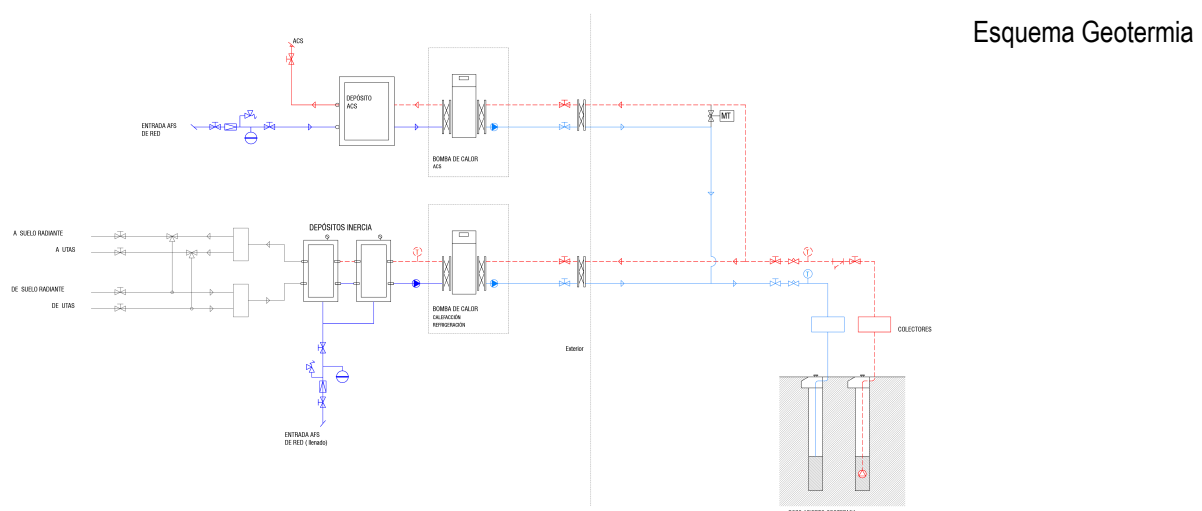 Esquema Geotermia
ACS
DEPÓSITO
ACS
ENTRADA AFS
DE RED
BOMBA DE CALOR
ACS
MT
A SUELO RADIANTE
A UTAS
DE SUELO RADIANTE
DE UTAS
DEPÓSITOS INERCIA
T
BOMBA DE CALOR
CALEFACCIÓN
REFRIGERACIÓN
T
T
COLECTORES
Exterior
ENTRADA AFS
DE RED ( llenado)